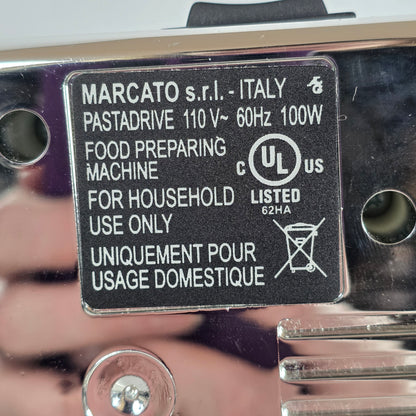 MARCATO s.r.l. - ITALY
PASTADRIVE 110 V~ 60Hz 100W
FOOD PREPARING
MACHINE
C UL US
LISTED
62HA
FOR HOUSEHOLD
USE ONLY
UNIQUEMENT POUR
USAGE DOMESTIQUE